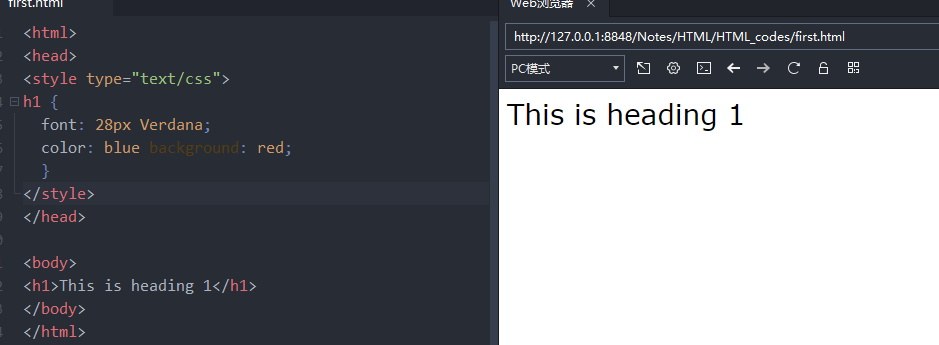 first.html
<html>
<head>
<style type="text/css">
h1 {
font: 28px Verdana;
color: blue background: red;
}
</style>
</head>
<body>
<h1>This is heading 1</h1>
</body>
</html>
Web浏览器 ×
http://127.0.0.1:8848/Notes/HTML/HTML_codes/first.html
PC模式
This is heading 1